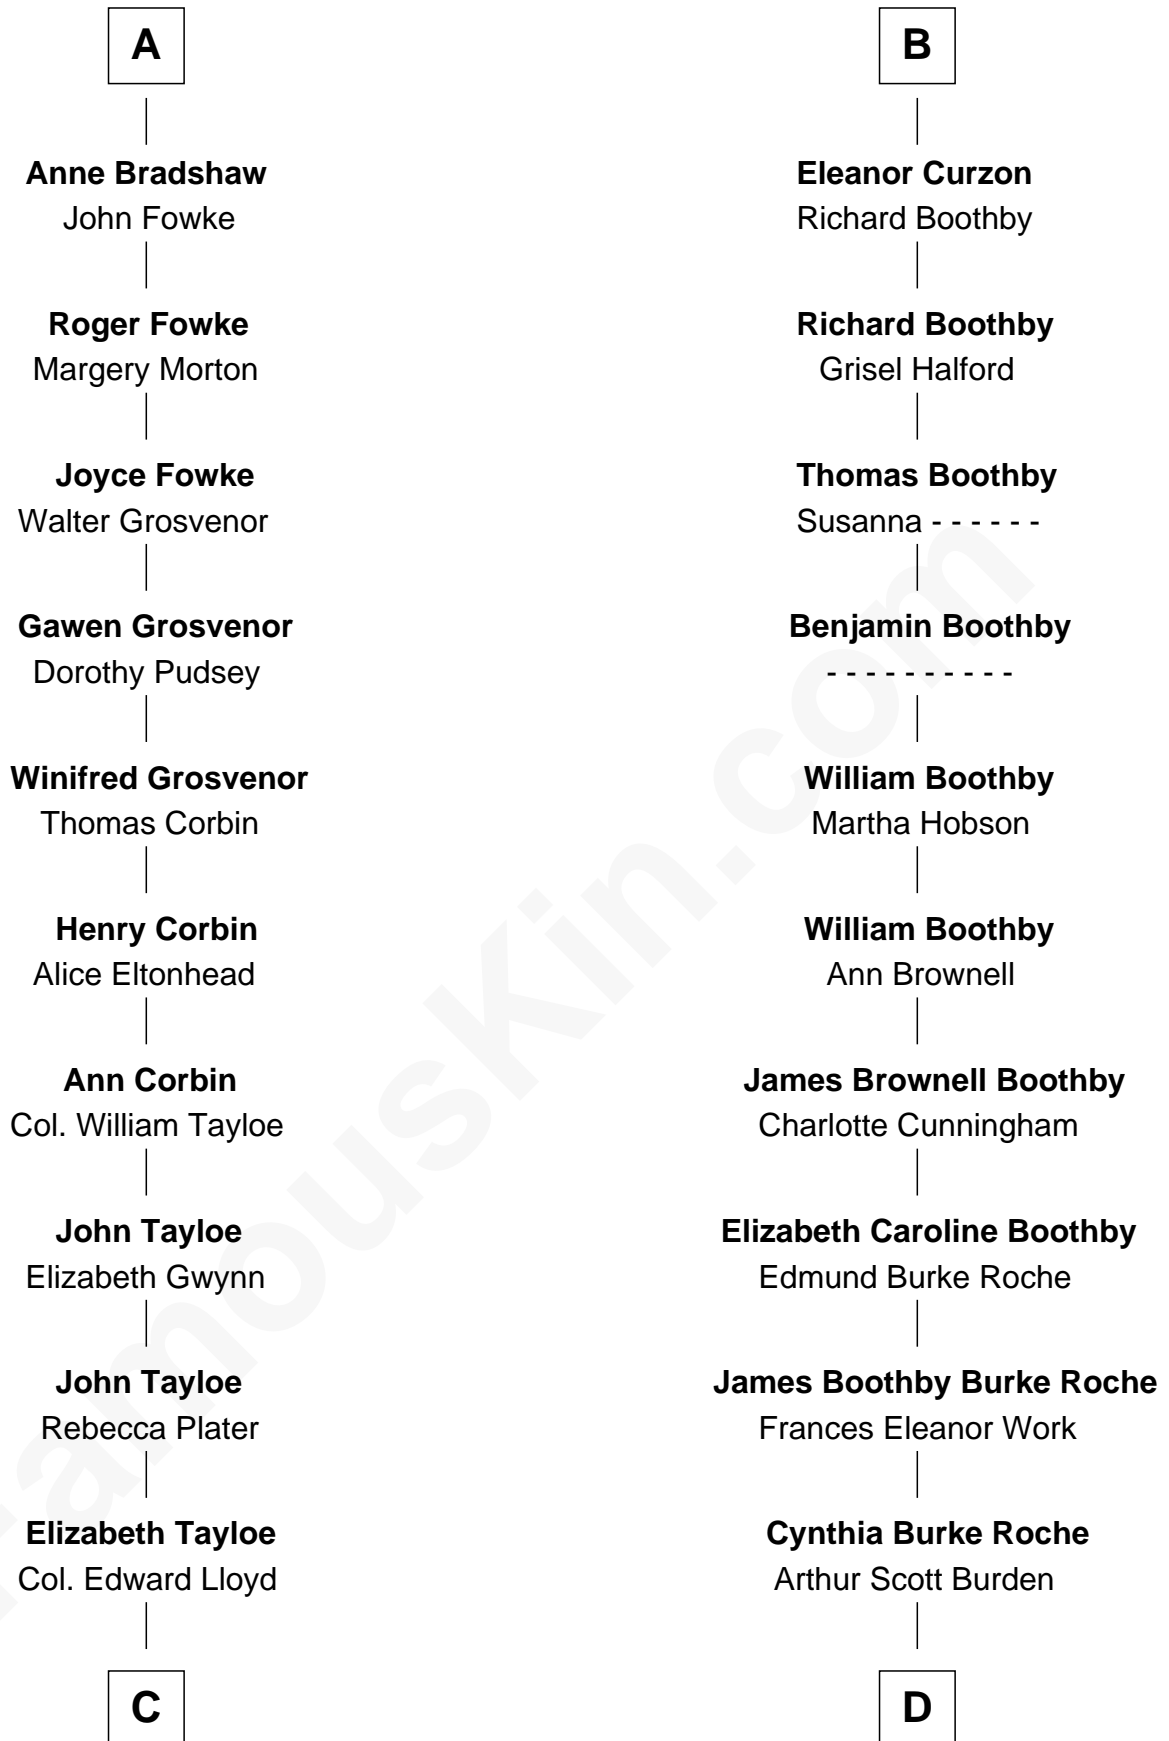 A
Anne Bradshaw
John Fowke
Roger Fowke
Margery Morton
Joyce Fowke
Walter Grosvenor
Gawen Grosvenor
Dorothy Pudsey
Winifred Grosvenor
Thomas Corbin
Henry Corbin
Alice Eltonhead
Ann Corbin
Col. William Tayloe
John Tayloe
Elizabeth Gwynn
John Tayloe
Rebecca Plater
Elizabeth Tayloe
Col. Edward Lloyd
C
B
Eleanor Curzon
Richard Boothby
Richard Boothby
Grisel Halford
Thomas Boothby
Susanna - - - - - -
Benjamin Boothby
- - - - - - - - - -
William Boothby
Martha Hobson
William Boothby
Ann Brownell
James Brownell Boothby
Charlotte Cunningham
Elizabeth Caroline Boothby
Edmund Burke Roche
James Boothby Burke Roche
Frances Eleanor Work
Cynthia Burke Roche
Arthur Scott Burden
D
FamousKin.com